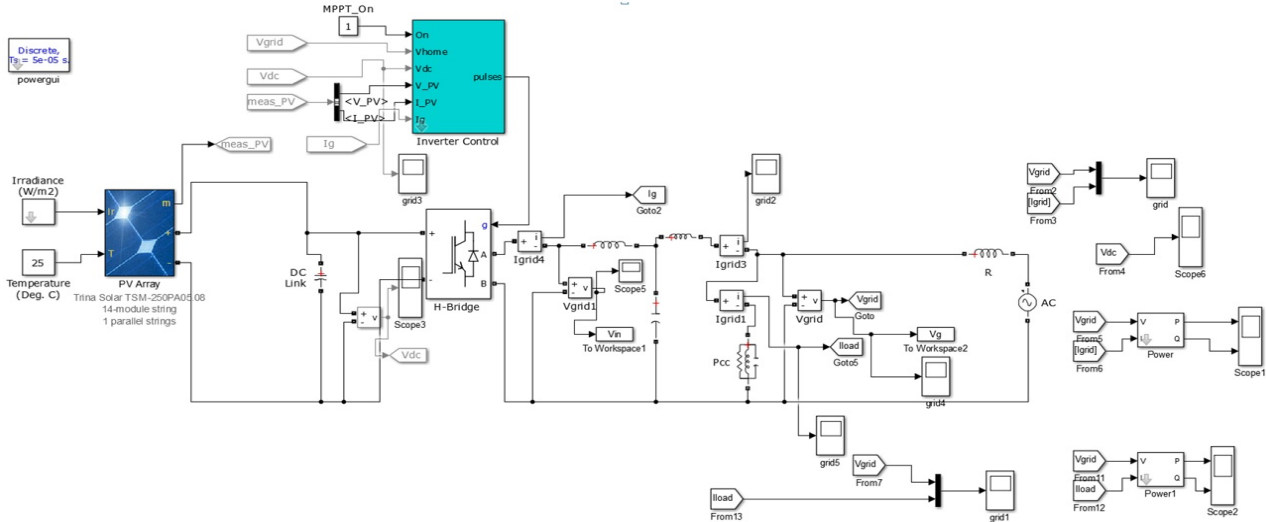 MPPT_On
1
On
Vhome
Vdc
V_PV
I_PV
Ig
pulses
Inverter Control
Vgrid
Vdc
meas_PV
<V_PV>
<I_PV>
Ig
Discrete,
Ts = 5e-05 s.
powergui
meas_PV
grid3
Irradiance
(W/m2)
Ir
T
m
+
-
25
Temperature
(Deg. C)
PV Array
Trina Solar TSM-250PA05.08
14-module string
1 parallel strings
DC
Link
+
-
v
Vdc
Scope3
g
+
-
A
B
H-Bridge
+
-
i
Igrid4
Ig
Goto2
+
-
v
Vgrid1
Scope5
Vin
To Workspace1
grid2
+
-
i
Igrid3
+
-
i
Igrid1
Pcc
+
-
v
Vgrid
Vgrid
Goto
Vg
To Workspace2
Iload
Goto5
grid4
grid5
R
AC
Vgrid
From2
[Igrid]
From3
grid
Vdc
From4
Scope6
Vgrid
From5
[Igrid]
From6
V
I
P
Q
Power
Scope1
Vgrid
From7
Iload
From13
grid1
Vgrid
From11
Iload
From12
V
I
P
Q
Power1
Scope2